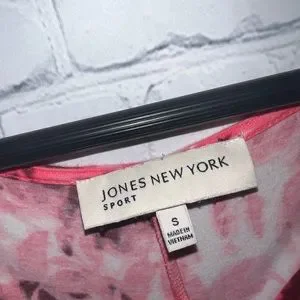 JONES NEW YORK
SPORT
S
MADE IN
VIETNAM